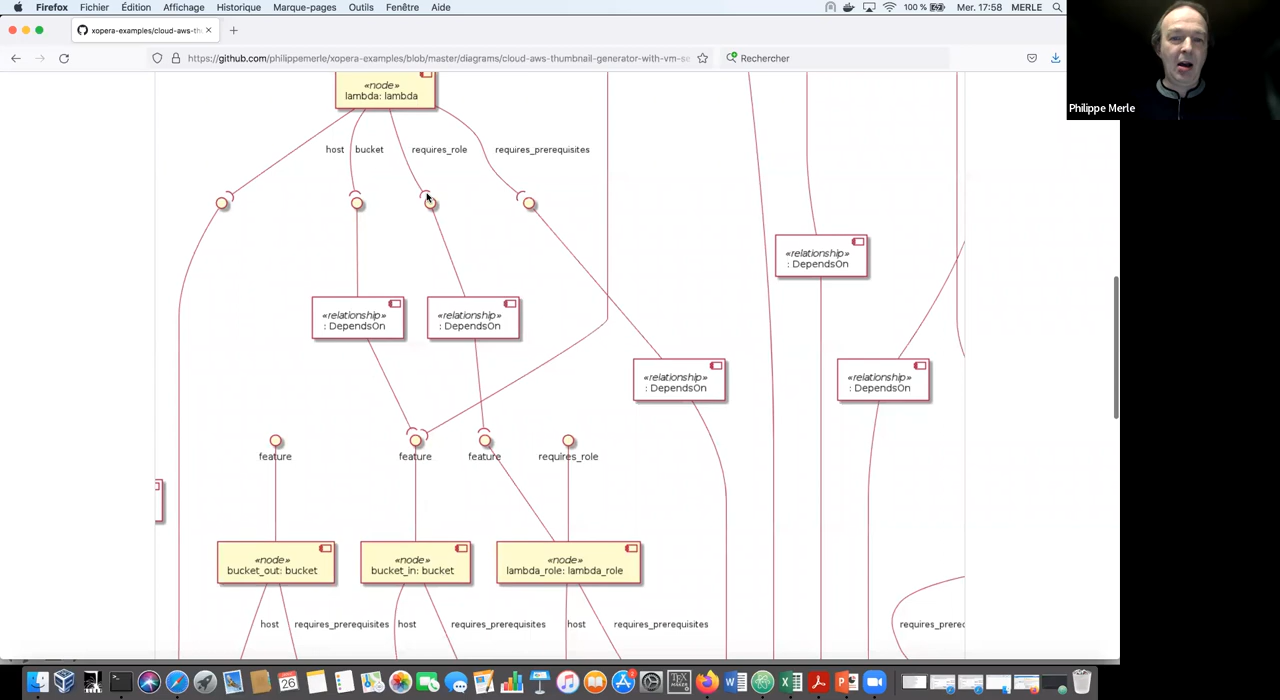 Firefox Fichier Édition Affichage Historique Marque-pages Outils Fenêtre Aide 100 % Mer. 17:58 MERLE
xopera-examples/cloud-aws-thu
https://github.com/philippemerle/xopera-examples/blob/master/diagrams/cloud-aws-thumbnail-generator-with-vm-se Rechercher
Philippe Merle
«node»
lambda: lambda
host bucket requires_role requires_prerequisites
«relationship»
: DependsOn
«relationship»
: DependsOn
«relationship»
: DependsOn
«relationship»
: DependsOn
«relationship»
: DependsOn
feature feature feature requires_role
«node»
bucket_out: bucket
«node»
bucket_in: bucket
«node»
lambda_role: lambda_role
host requires_prerequisites host requires_prerequisites host requires_prerequisites requires_prerec